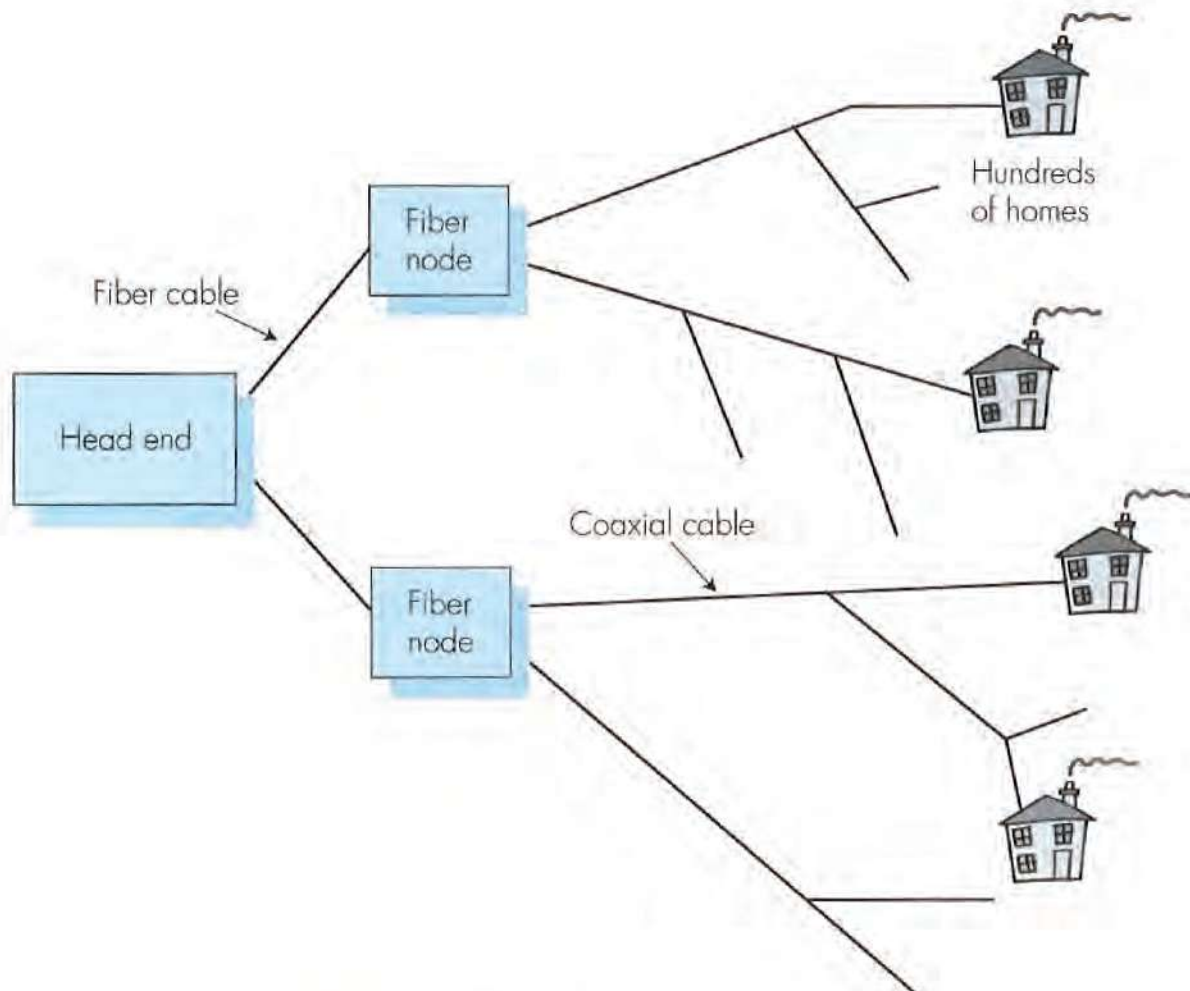 Hundreds
of homes
Fiber
node
Fiber cable
Head end
Coaxial cable
Fiber
node